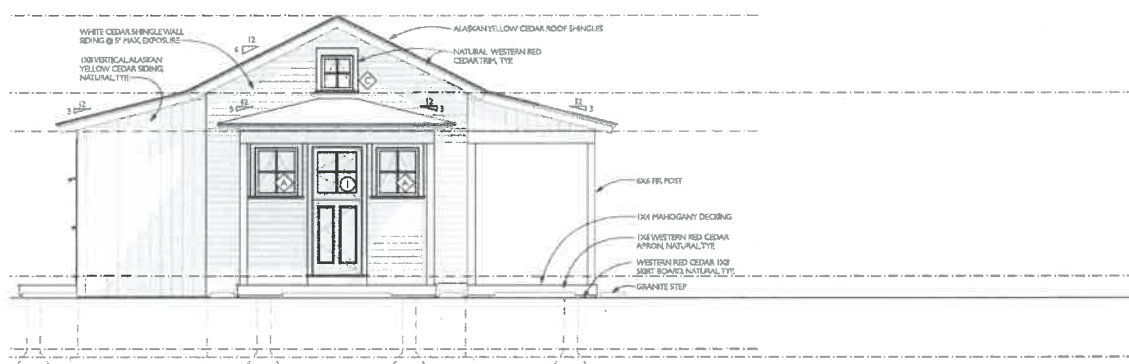 WHITE CEDAR SHINGLE WALL
SIDING @ 5" MAX. EXPOSURE
1X8 VERTICAL ALASKAN
YELLOW CEDAR SIDING,
NATURAL TYP.
12
6
ALASKAN YELLOW CEDAR ROOF SHINGLES
NATURAL WESTERN RED
CEDAR TRIM, TYP.
C
12
3
12
3
12
3
12
3
A
1
A
6X6 FIR POST
1X4 MAHOGANY DECKING
1X6 WESTERN RED CEDAR
APRON, NATURAL TYP.
WESTERN RED CEDAR 1X8
SKIRT BOARD, NATURAL TYP.
GRANITE STEP